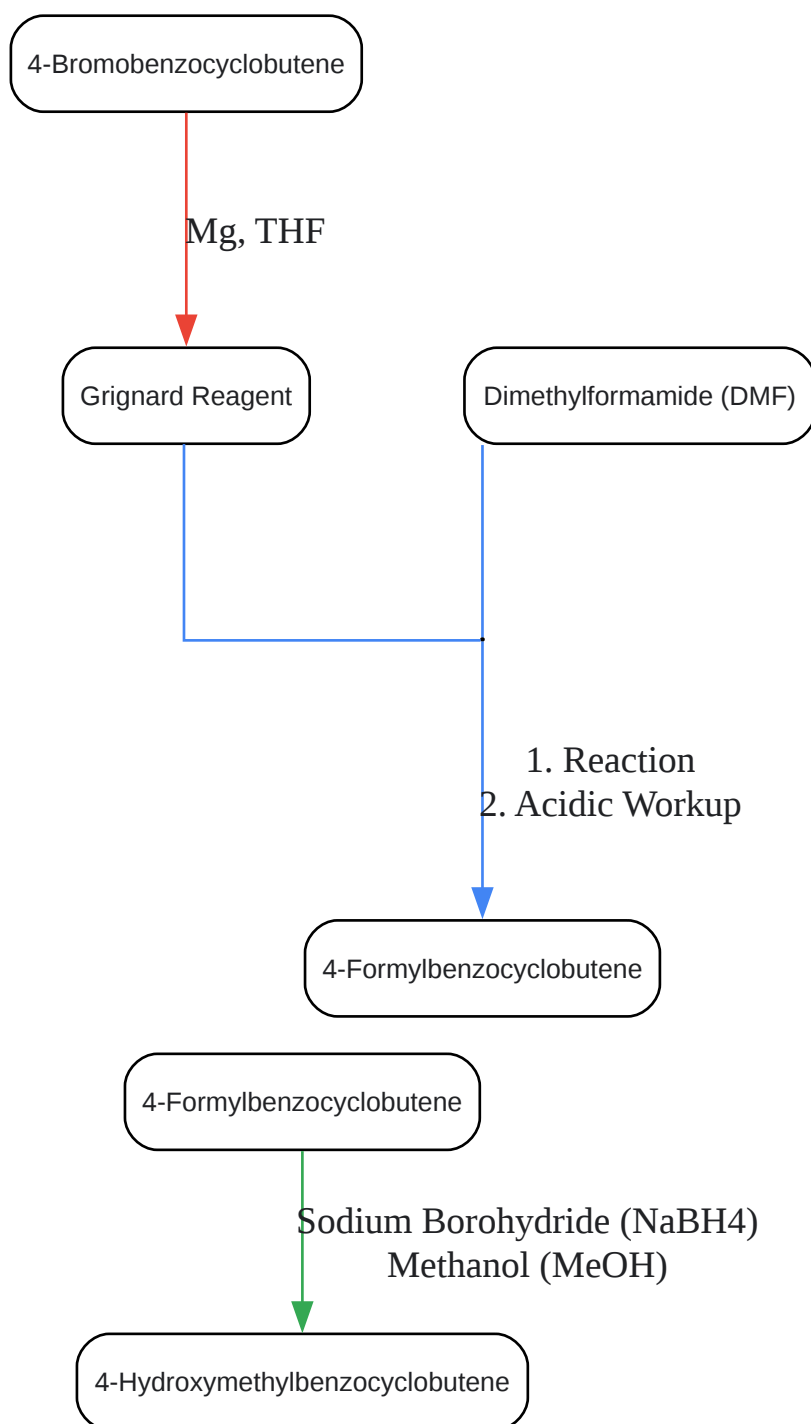 4-Bromobenzocyclobutene
Mg, THF
Grignard Reagent
Dimethylformamide (DMF)
1. Reaction
2. Acidic Workup
4-Formylbenzocyclobutene
4-Formylbenzocyclobutene
Sodium Borohydride (NaBH4)
Methanol (MeOH)
4-Hydroxymethylbenzocyclobutene